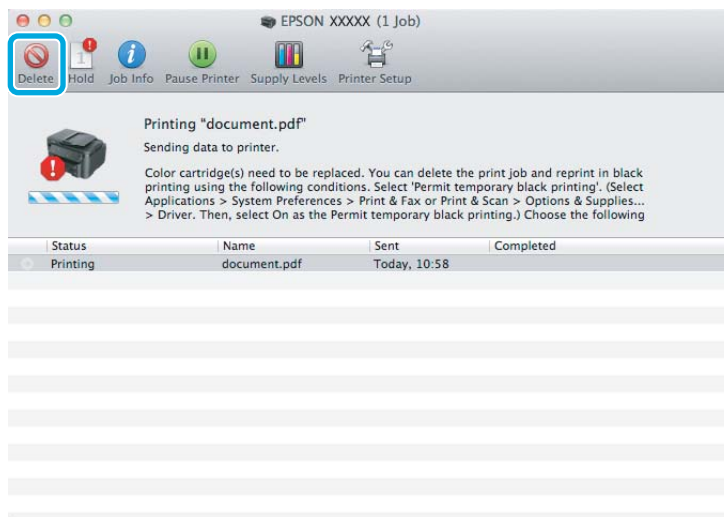 EPSON XXXXX (1 Job)
Delete Hold Job Info Pause Printer Supply Levels Printer Setup
Printing "document.pdf"
Sending data to printer.
Color cartridge(s) need to be replaced. You can delete the print job and reprint in black
printing using the following conditions. Select 'Permit temporary black printing'. (Select
Applications > System Preferences > Print & Fax or Print & Scan > Options & Supplies...
> Driver. Then, select On as the Permit temporary black printing.) Choose the following
Status Name Sent Completed
Printing document.pdf Today, 10:58